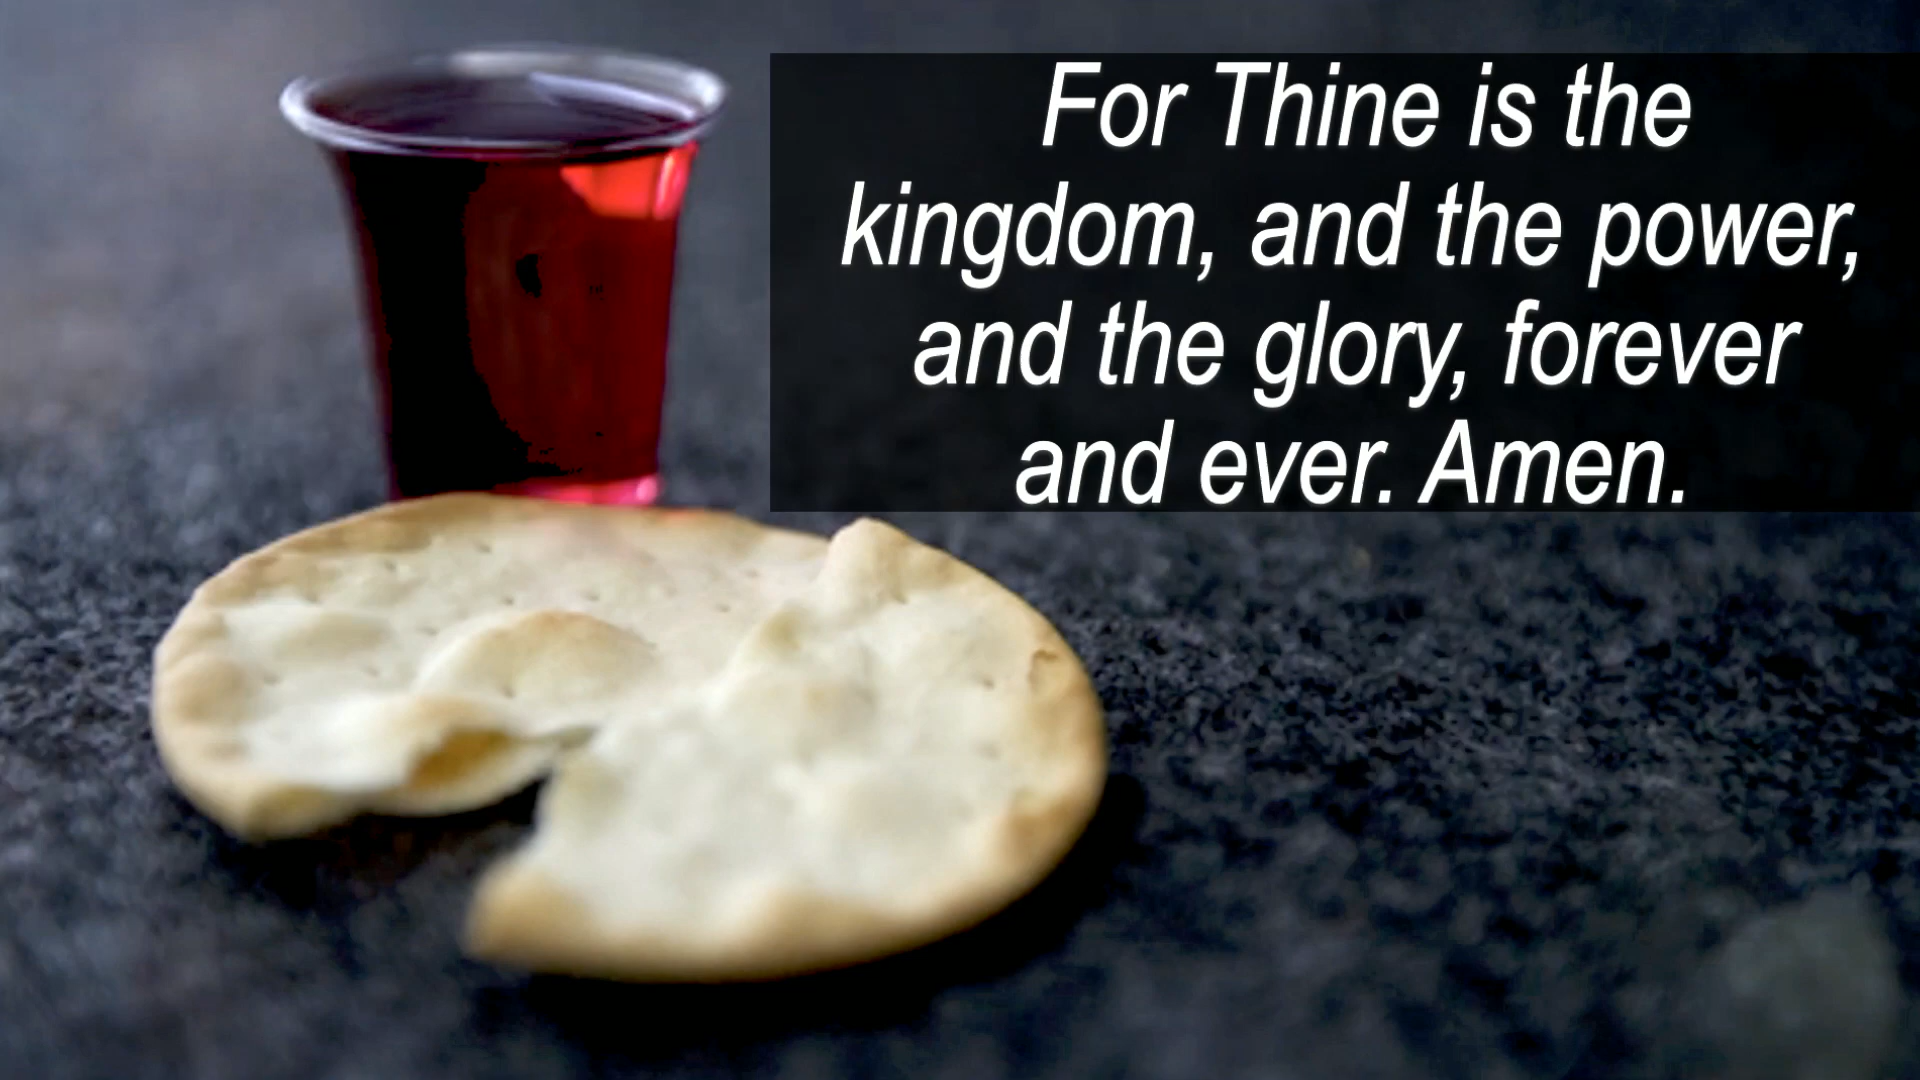 For Thine is the
kingdom, and the power,
and the glory, forever
and ever. Amen.